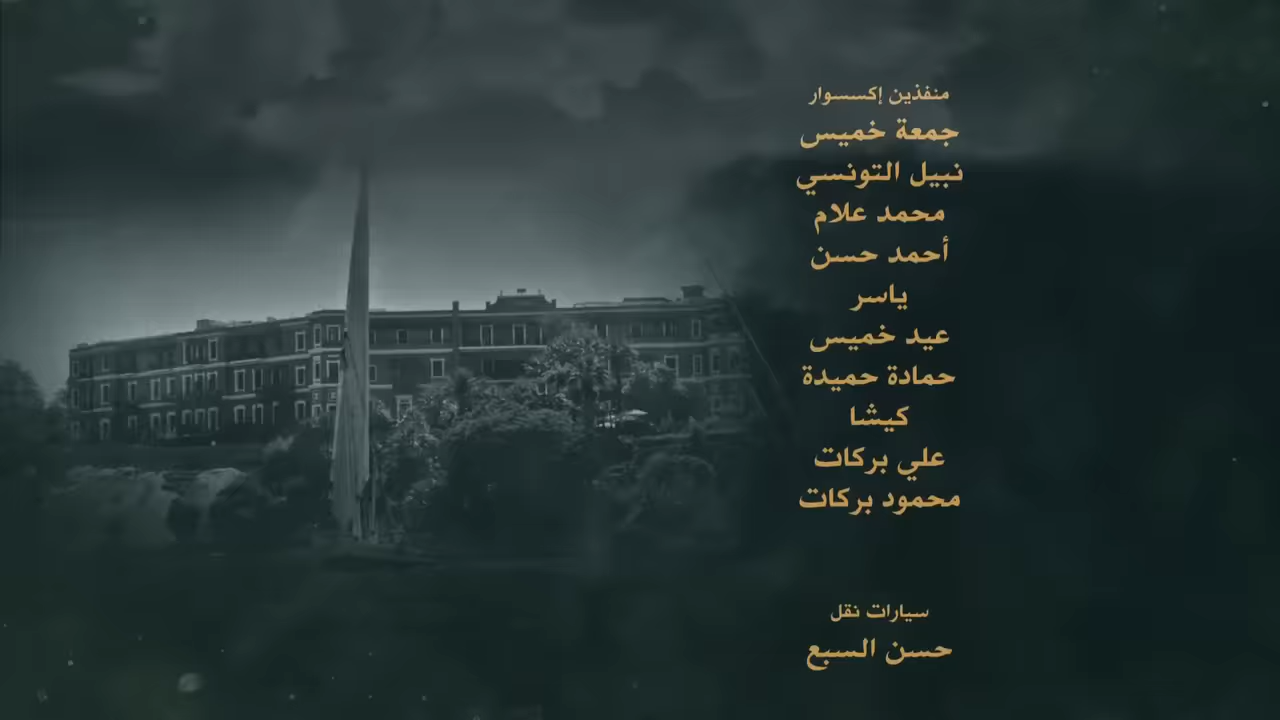 منفذين إكسسوار
جمعة خميس
نبيل التونسي
محمد علام
أحمد حسن
ياسر
عيد خميس
حمادة حميدة
كيشا
علي بركات
محمود بركات
سيارات نقل
حسن السبع